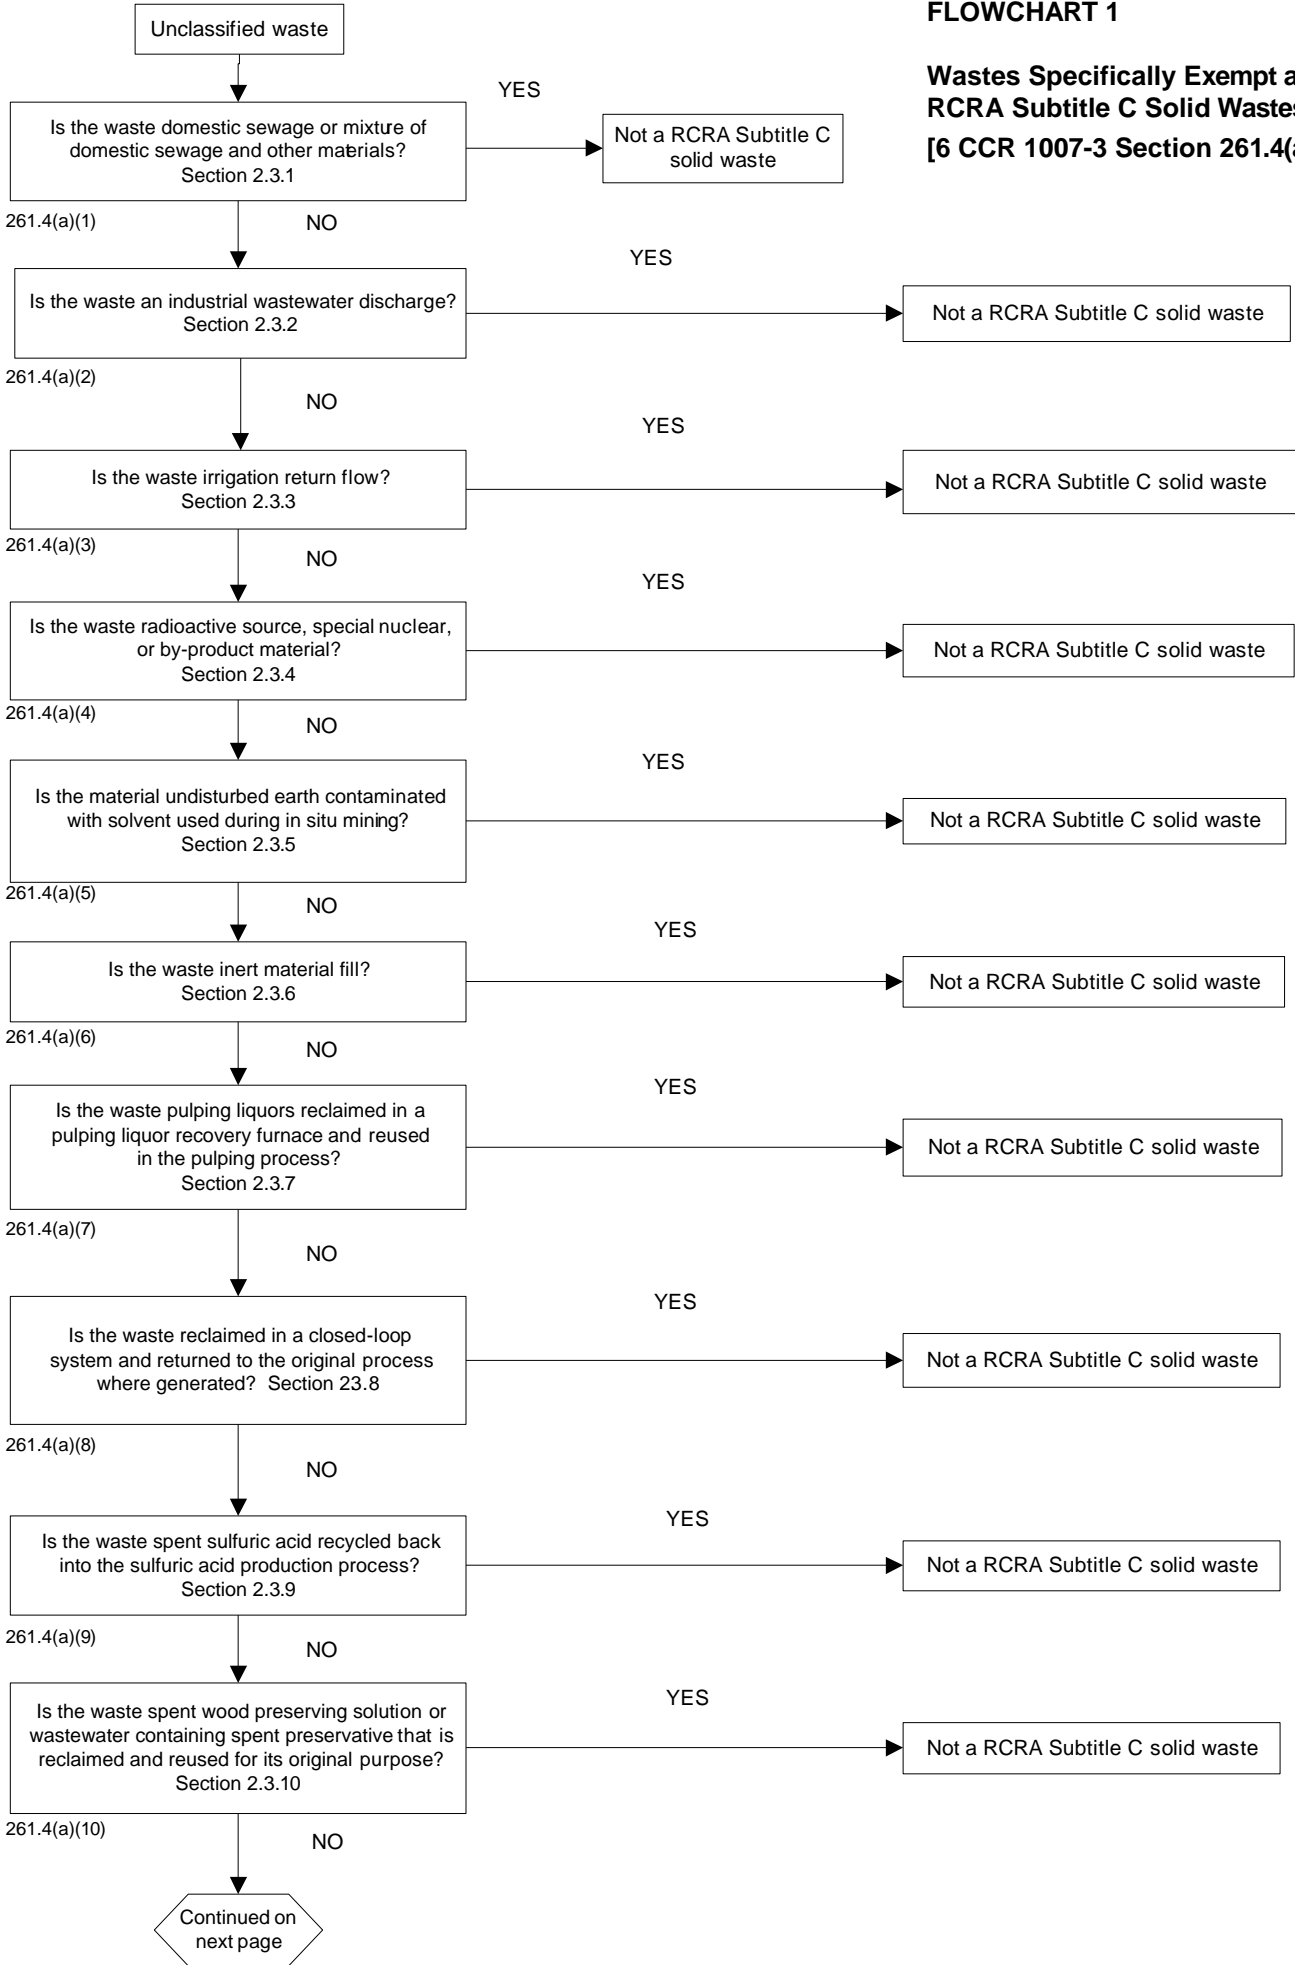 FLOWCHART 1
Wastes Specifically Exempt a
RCRA Subtitle C Solid Wastes
[6 CCR 1007-3 Section 261.4(a
Unclassified waste
Is the waste domestic sewage or mixture of
domestic sewage and other materials?
Section 2.3.1
YES
Not a RCRA Subtitle C
solid waste
261.4(a)(1)
NO
Is the waste an industrial wastewater discharge?
Section 2.3.2
YES
Not a RCRA Subtitle C solid waste
261.4(a)(2)
NO
Is the waste irrigation return flow?
Section 2.3.3
YES
Not a RCRA Subtitle C solid waste
261.4(a)(3)
NO
Is the waste radioactive source, special nuclear,
or by-product material?
Section 2.3.4
YES
Not a RCRA Subtitle C solid waste
261.4(a)(4)
NO
Is the material undisturbed earth contaminated
with solvent used during in situ mining?
Section 2.3.5
YES
Not a RCRA Subtitle C solid waste
261.4(a)(5)
NO
Is the waste inert material fill?
Section 2.3.6
YES
Not a RCRA Subtitle C solid waste
261.4(a)(6)
NO
Is the waste pulping liquors reclaimed in a
pulping liquor recovery furnace and reused
in the pulping process?
Section 2.3.7
YES
Not a RCRA Subtitle C solid waste
261.4(a)(7)
NO
Is the waste reclaimed in a closed-loop
system and returned to the original process
where generated? Section 23.8
YES
Not a RCRA Subtitle C solid waste
261.4(a)(8)
NO
Is the waste spent sulfuric acid recycled back
into the sulfuric acid production process?
Section 2.3.9
YES
Not a RCRA Subtitle C solid waste
261.4(a)(9)
NO
Is the waste spent wood preserving solution or
wastewater containing spent preservative that is
reclaimed and reused for its original purpose?
Section 2.3.10
YES
Not a RCRA Subtitle C solid waste
261.4(a)(10)
NO
Continued on
next page